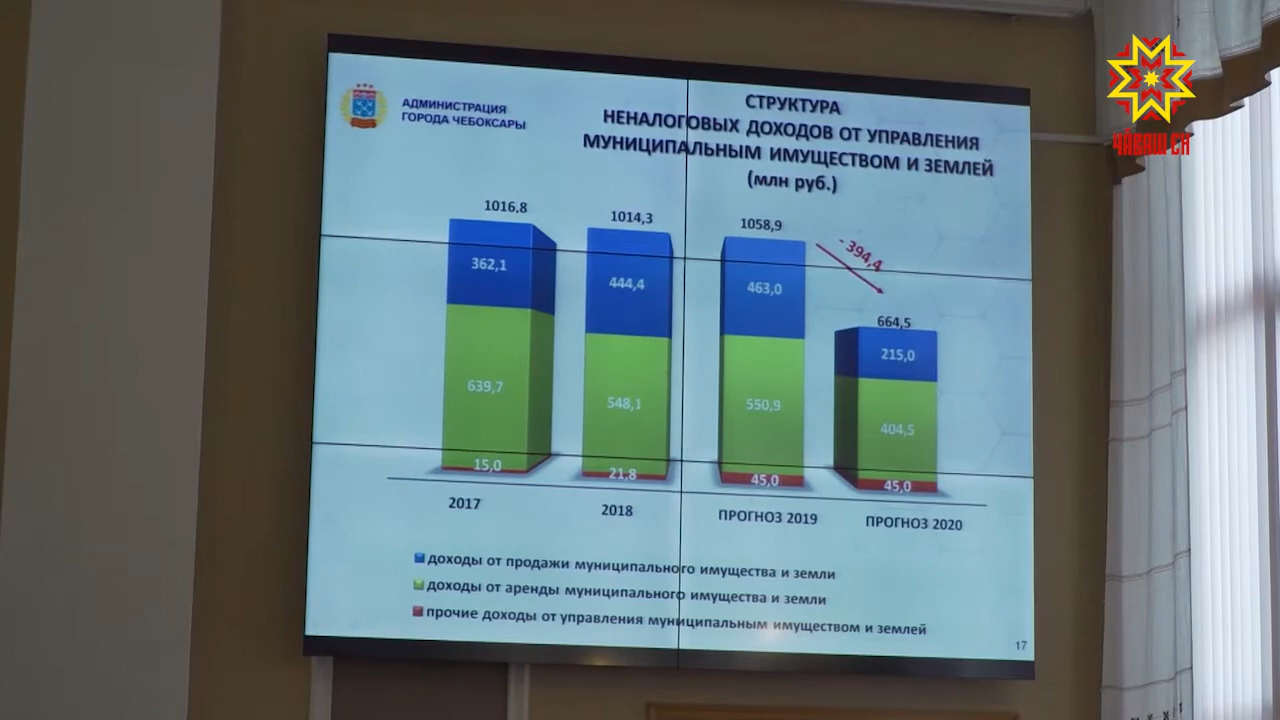 АДМИНИСТРАЦИЯ
ГОРОДА ЧЕБОКСАРЫ
СТРУКТУРА
НЕНАЛОГОВЫХ ДОХОДОВ ОТ УПРАВЛЕНИЯ
МУНИЦИПАЛЬНЫМ ИМУЩЕСТВОМ И ЗЕМЛЕЙ
(млн руб.)
ЧӐВАШ ЕН
1016,8
1014,3
1058,9
- 394,4
664,5
362,1
444,4
463,0
215,0
639,7
548,1
550,9
404,5
15,0
21,8
45,0
45,0
2017
2018
ПРОГНОЗ 2019
ПРОГНОЗ 2020
доходы от продажи муниципального имущества и земли
доходы от аренды муниципального имущества и земли
прочие доходы от управления муниципальным имуществом и землей
17